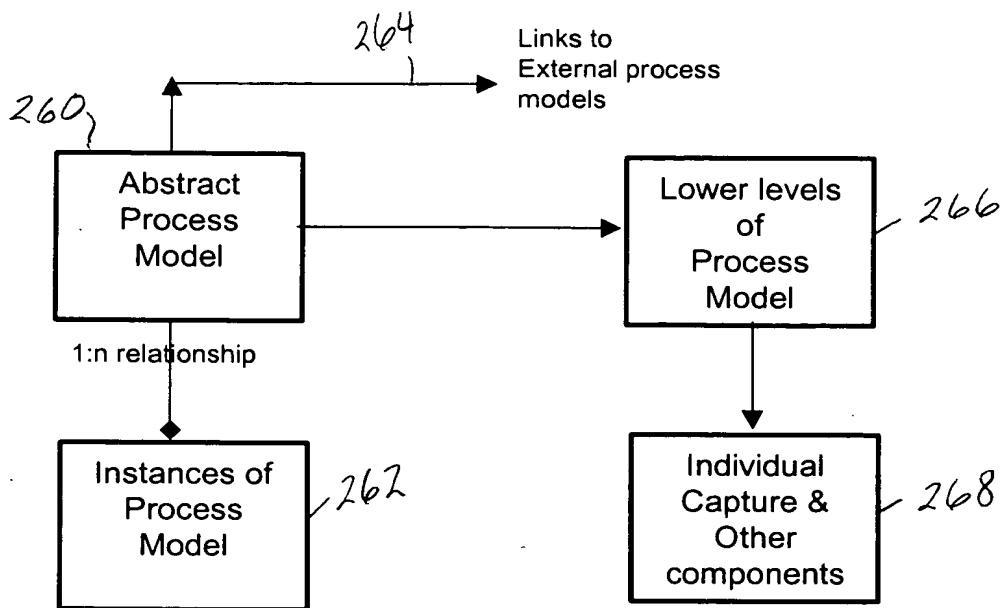 264
Links to
External process
models
260
Abstract
Process
Model
Lower levels
of
Process
Model
266
1:n relationship
Instances of
Process
Model
262
Individual
Capture &
Other
components
268